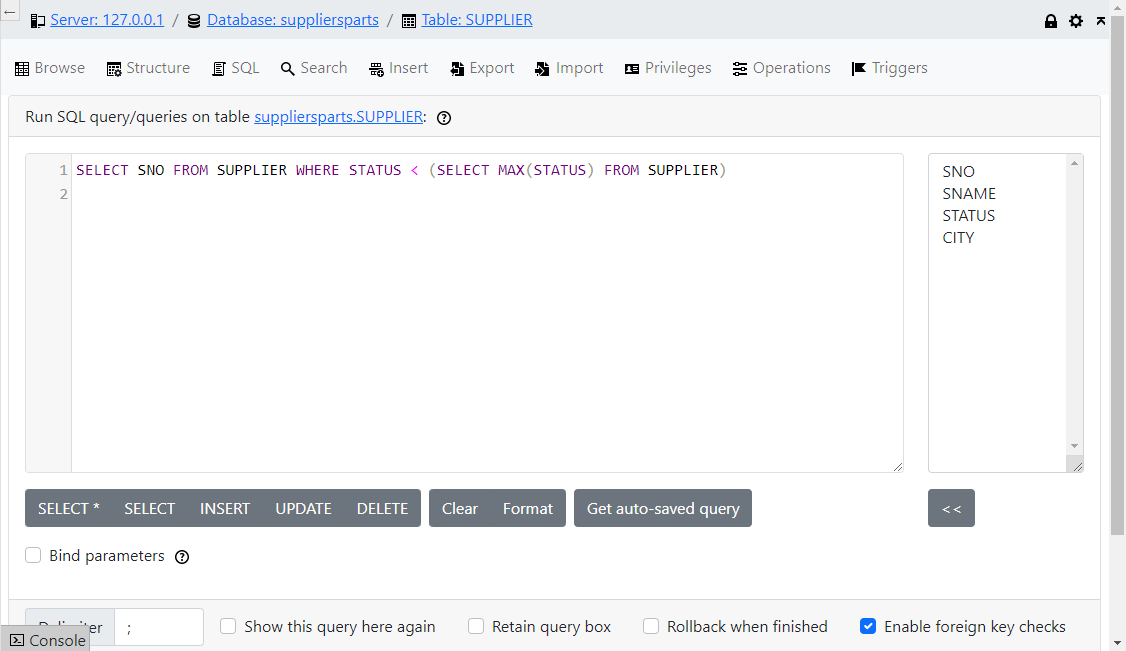 Server: 127.0.0.1 / Database: suppliersparts / Table: SUPPLIER
Browse Structure SQL Search Insert Export Import Privileges Operations Triggers
Run SQL query/queries on table suppliersparts.SUPPLIER:
1 SELECT SNO FROM SUPPLIER WHERE STATUS < (SELECT MAX(STATUS) FROM SUPPLIER)
2
SNO
SNAME
STATUS
CITY
SELECT * SELECT INSERT UPDATE DELETE Clear Format Get auto-saved query <<
Bind parameters
Delimiter ; Show this query here again Retain query box Rollback when finished Enable foreign key checks
Console